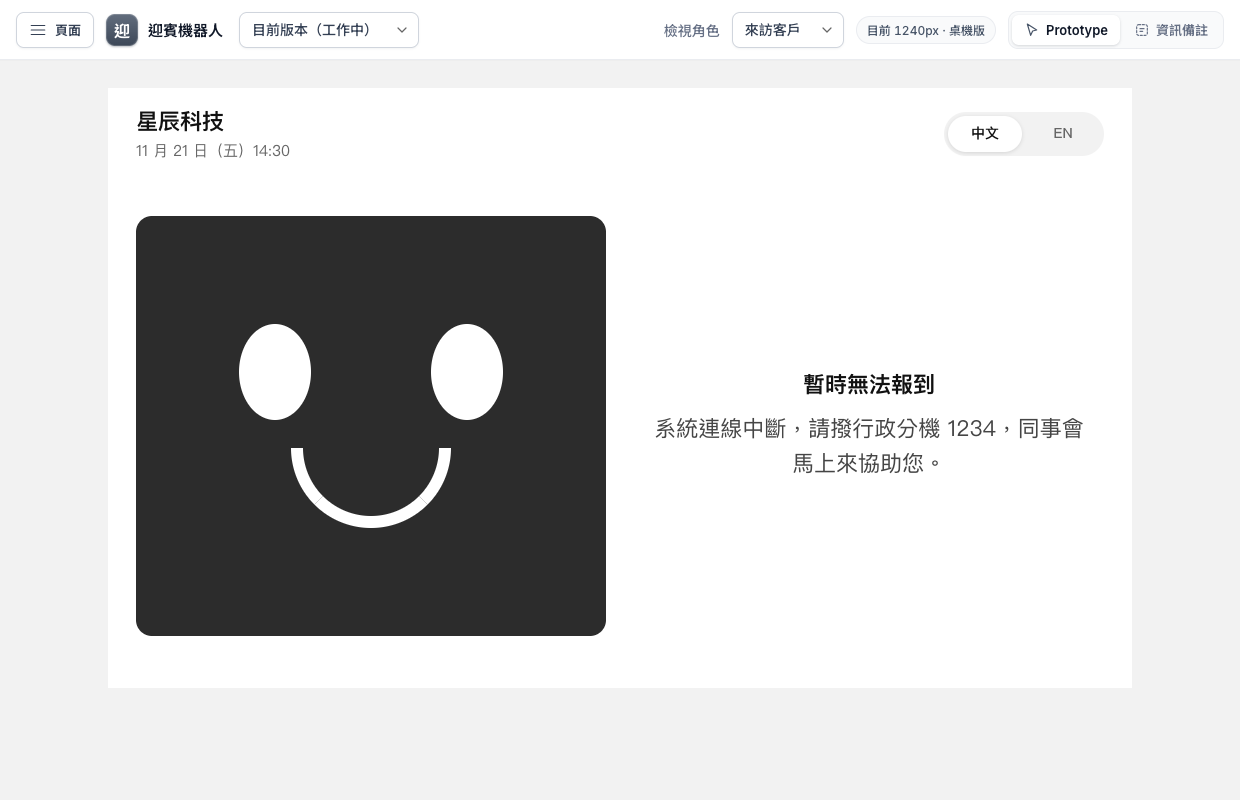 頁面
迎
迎賓機器人
目前版本（工作中）
檢視角色
來訪客戶
目前 1240px · 桌機版
Prototype
資訊備註
星辰科技
11 月 21 日（五）14:30
中文
EN
暫時無法報到
系統連線中斷，請撥行政分機 1234，同事會
馬上來協助您。